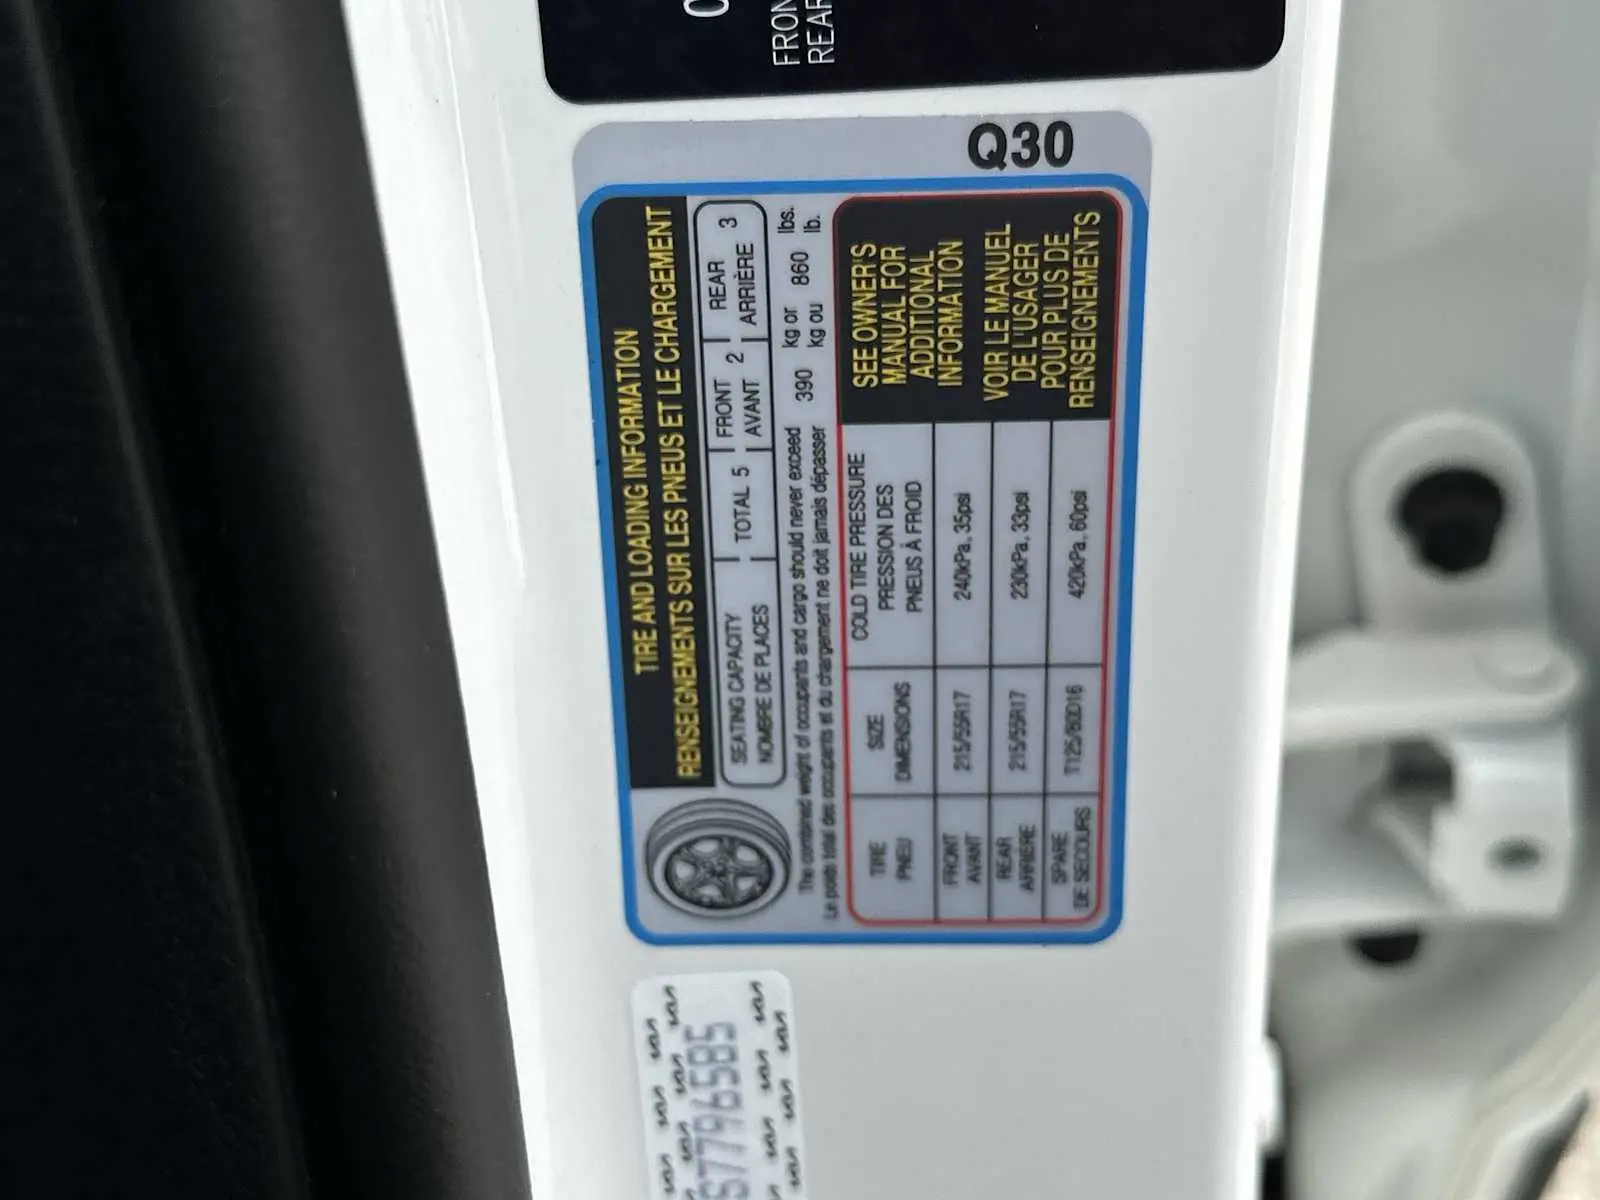 0
FRON
REAR
Q30
TIRE AND LOADING INFORMATION
RENSEIGNEMENTS SUR LES PNEUS ET LE CHARGEMENT
SEATING CAPACITY TOTAL 5 FRONT 2 REAR 3
NOMBRE DE PLACES AVANT ARRIÈRE
The combined weight of occupants and cargo should never exceed 390 kg or 860 lbs.
Le poids total des occupants et du chargement ne doit jamais dépasser kg ou lb.
TIRE SIZE COLD TIRE PRESSURE
PNEU DIMENSIONS PRESSION DES
PNEUS À FROID
FRONT 215/55R17 240kPa, 35psi
AVANT
REAR 215/55R17 230kPa, 33psi
ARRIÈRE
SPARE T125/80D16 420kPa, 60psi
DE SECOURS
SEE OWNER'S
MANUAL FOR
ADDITIONAL
INFORMATION
VOIR LE MANUEL
DE L'USAGER
POUR PLUS DE
RENSEIGNEMENTS
S7796585